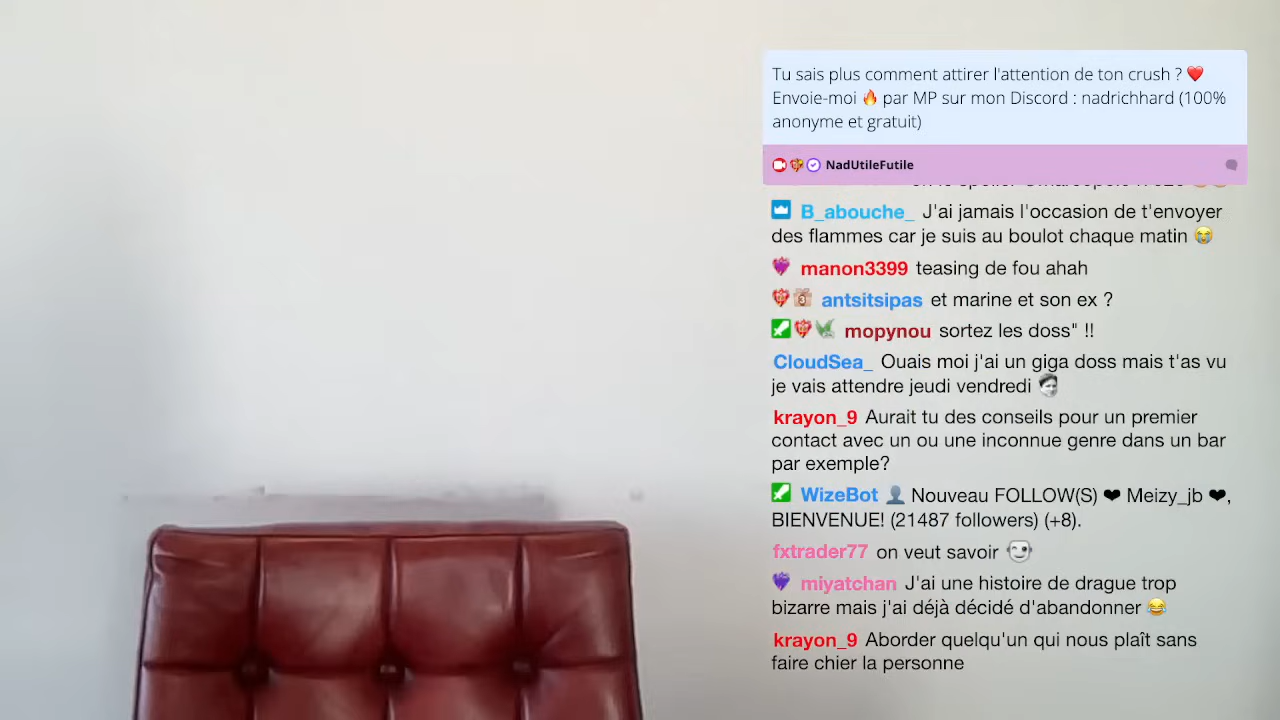 Tu sais plus comment attirer l'attention de ton crush ? ❤️
Envoie-moi 🔥 par MP sur mon Discord : nadrichhard (100%
anonyme et gratuit)
NadUtileFutile
B_abouche_ J'ai jamais l'occasion de t'envoyer
des flammes car je suis au boulot chaque matin 😭
manon3399 teasing de fou ahah
antsitsipas et marine et son ex ?
mopynou sortez les doss" !!
CloudSea_ Ouais moi j'ai un giga doss mais t'as vu
je vais attendre jeudi vendredi
krayon_9 Aurait tu des conseils pour un premier
contact avec un ou une inconnue genre dans un bar
par exemple?
WizeBot 👤 Nouveau FOLLOW(S) ❤ Meizy_jb ❤,
BIENVENUE! (21487 followers) (+8).
fxtrader77 on veut savoir
miyatchan J'ai une histoire de drague trop
bizarre mais j'ai déjà décidé d'abandonner 😂
krayon_9 Aborder quelqu'un qui nous plaît sans
faire chier la personne